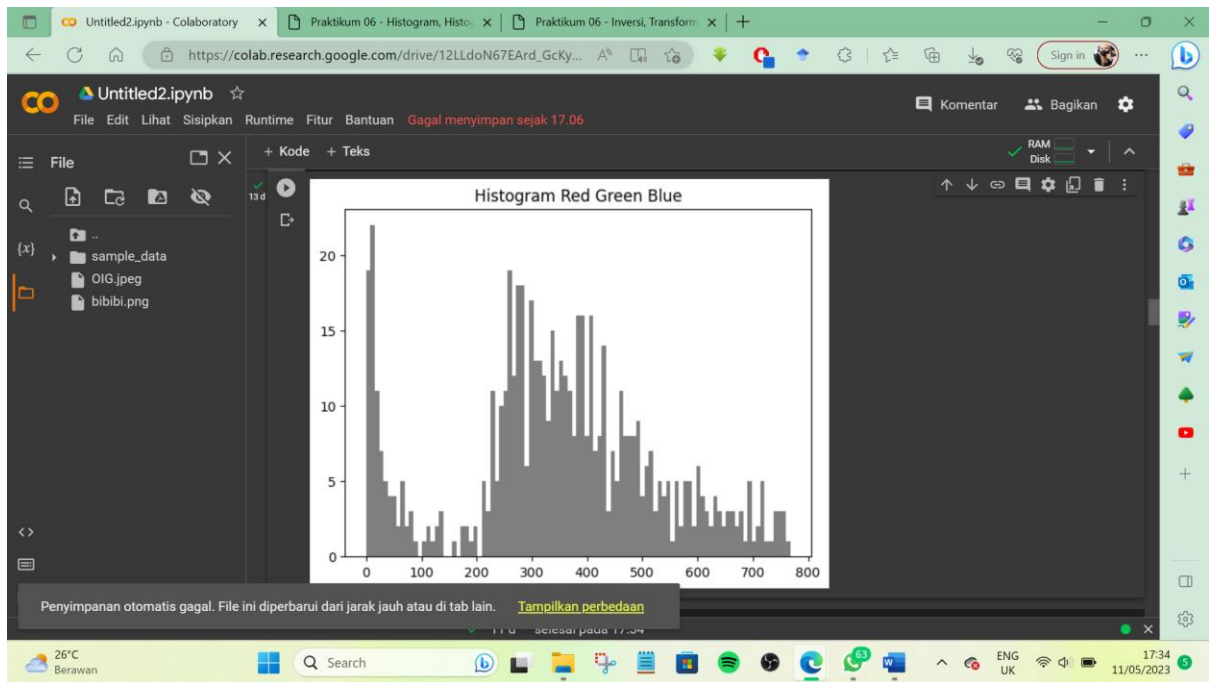 Untitled2.ipynb - Colaboratory
Praktikum 06 - Histogram, Histo
Praktikum 06 - Inversi, Transform
https://colab.research.google.com/drive/12LLdoN67EArd_GcKy...
Sign in
Untitled2.ipynb
Komentar
Bagikan
File Edit Lihat Sisipkan Runtime Fitur Bantuan Gagal menyimpan sejak 17.06
File
+ Kode + Teks
RAM
Disk
13 d
{x}
..
sample_data
OIG.jpeg
bibibi.png
Histogram Red Green Blue
20
15
10
5
0
0 100 200 300 400 500 600 700 800
Penyimpanan otomatis gagal. File ini diperbarui dari jarak jauh atau di tab lain. Tampilkan perbedaan
selesai pada 17.34
26°C
Berawan
Search
63
ENG
UK
17:34
11/05/2023
5